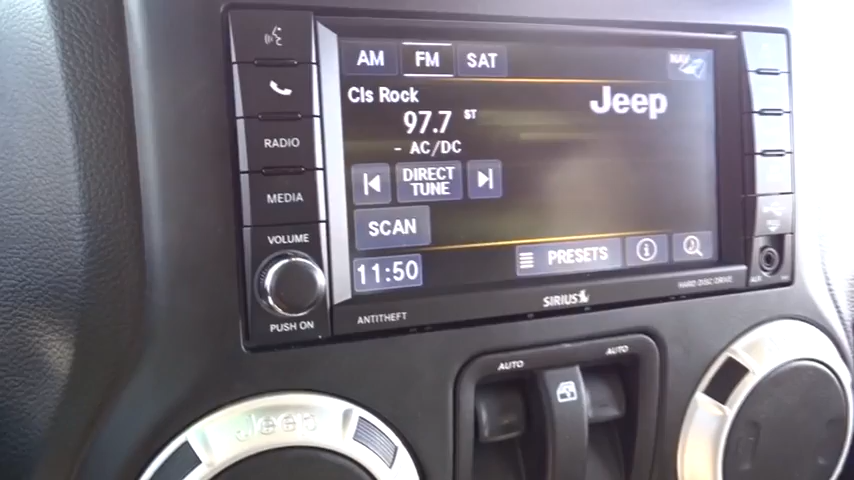 AM FM SAT NAV
Cls Rock
Jeep
97.7 ST
- AC/DC
RADIO
DIRECT
TUNE
MEDIA
SCAN
VOLUME
PRESETS
11:50
HARD DISC DRIVE
AUX
SIRIUS
ANTITHEFT
PUSH ON
AUTO AUTO
Jeep